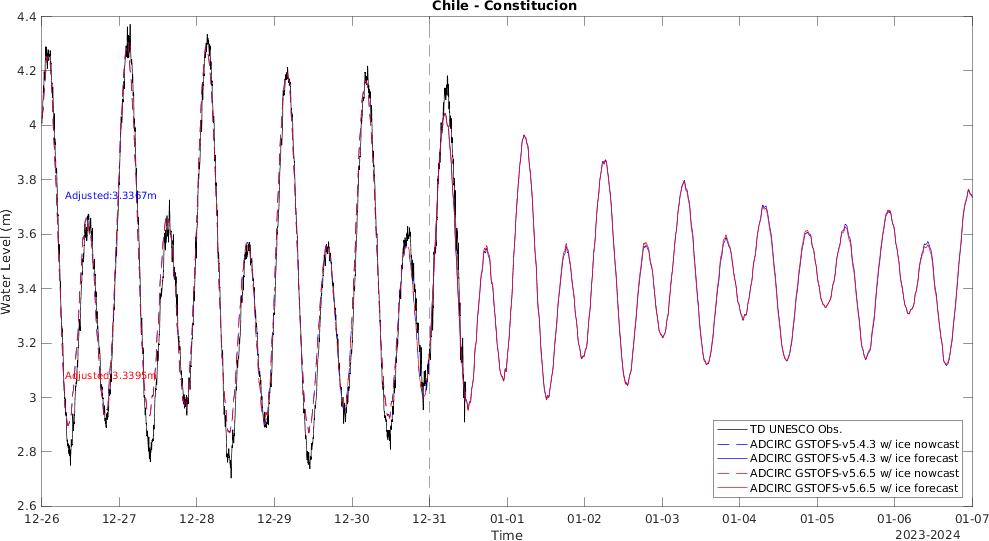 Chile - Constitucion
4.4
4.2
4
3.8
3.6
3.4
3.2
3
2.8
2.6
Water Level (m)
Adjusted:3.3367m
Adjusted:3.3395m
TD UNESCO Obs.
ADCIRC GSTOFS-v5.4.3 w/ ice nowcast
ADCIRC GSTOFS-v5.4.3 w/ ice forecast
ADCIRC GSTOFS-v5.6.5 w/ ice nowcast
ADCIRC GSTOFS-v5.6.5 w/ ice forecast
12-26 12-27 12-28 12-29 12-30 12-31 01-01 01-02 01-03 01-04 01-05 01-06 01-07
Time
2023-2024